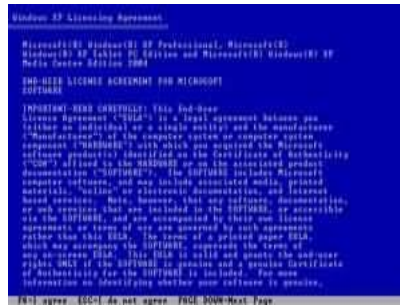 Windows XP Licensing Agreement
Microsoft(R) Windows(R) XP Professional, Microsoft(R)
Windows(R) XP Tablet PC Edition and Microsoft(R) Windows(R) XP
Media Center Edition 2004
END-USER LICENSE AGREEMENT FOR MICROSOFT
SOFTWARE
IMPORTANT-READ CAREFULLY: This End-User
License Agreement ("EULA") is a legal agreement between you
(either an individual or a single entity) and the manufacturer
("Manufacturer") of the computer system or computer system
component ("HARDWARE") with which you acquired the Microsoft
software product(s) identified on the Certificate of Authenticity
("COA") affixed to the HARDWARE or on the associated product
documentation ("SOFTWARE"). The SOFTWARE includes Microsoft
computer software, and may include associated media, printed
materials, "online" or electronic documentation, and Internet
based services. Note, however, that any software, documentation,
or web services that are included in the SOFTWARE, or accessible
via the SOFTWARE, and are accompanied by their own license
agreements or terms of use are governed by such agreements
rather than this EULA. The terms of a printed paper EULA,
which may accompany the SOFTWARE, supersede the terms of
any on-screen EULA. This EULA is valid and grants the end-user
rights ONLY if the SOFTWARE is genuine and a genuine Certificate
of Authenticity for the SOFTWARE is included. For more
information on identifying whether your software is genuine,
F8=I agree ESC=I do not agree PAGE DOWN=Next Page